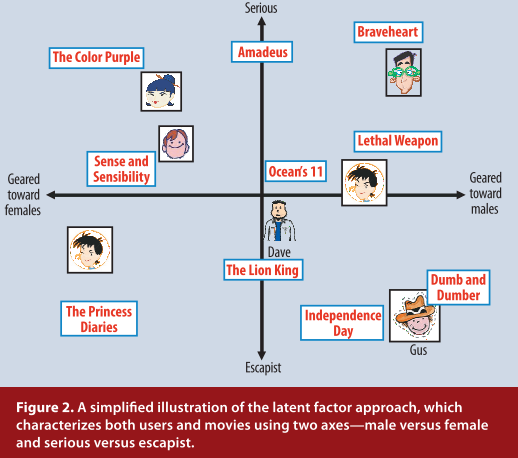 Serious
Braveheart
Amadeus
The Color Purple
Lethal Weapon
Sense and
Sensibility
Ocean's 11
Geared
toward
females
Geared
toward
males
Dave
The Lion King
Dumb and
Dumber
The Princess
Diaries
Independence
Day
Gus
Escapist
Figure 2. A simplified illustration of the latent factor approach, which
characterizes both users and movies using two axes—male versus female
and serious versus escapist.